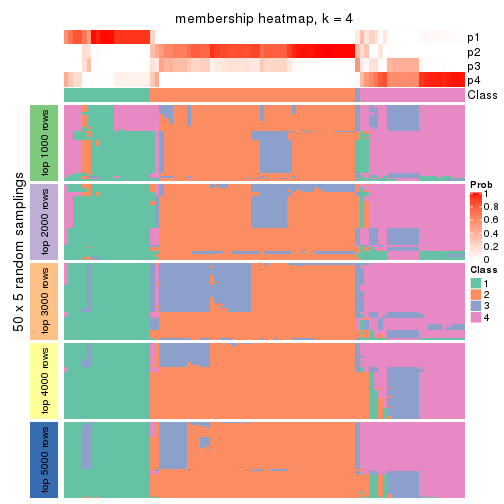 membership heatmap, k = 4
p1
p2
p3
p4
Class
50 x 5 random samplings
top 1000 rows
top 2000 rows
top 3000 rows
top 4000 rows
top 5000 rows
Prob
1
0.8
0.6
0.4
0.2
0
Class
1
2
3
4